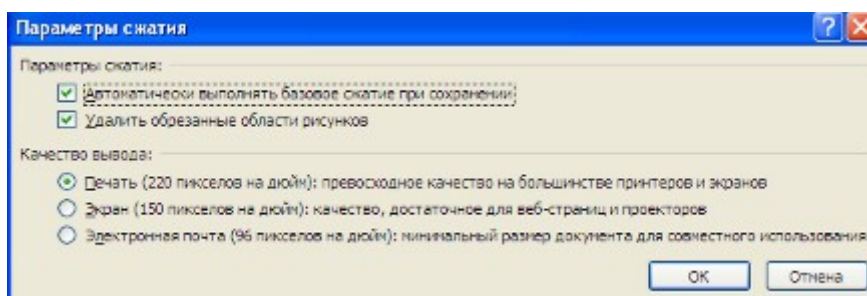 Параметры сжатия
Параметры сжатия:
Автоматически выполнять базовое сжатие при сохранении
Удалить обрезанные области рисунков
Качество вывода:
Печать (220 пикселов на дюйм): превосходное качество на большинстве принтеров и экранов
Экран (150 пикселов на дюйм): качество, достаточное для веб-страниц и проекторов
Электронная почта (96 пикселов на дюйм): минимальный размер документа для совместного использования
ОК Отмена